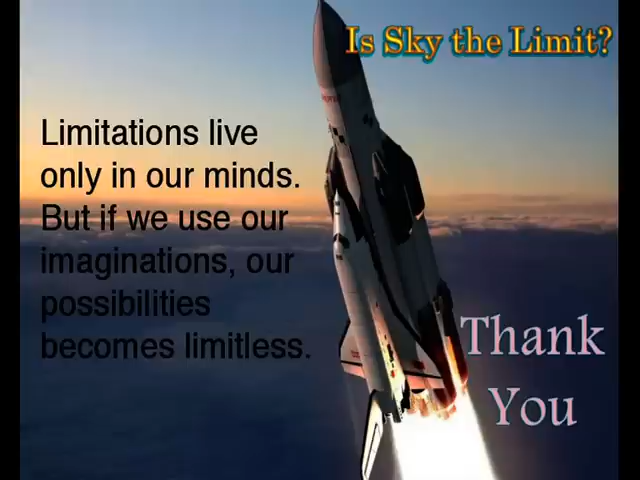 Is Sky the Limit?
Limitations live
only in our minds.
But if we use our
imaginations, our
possibilities
becomes limitless.
Thank
You